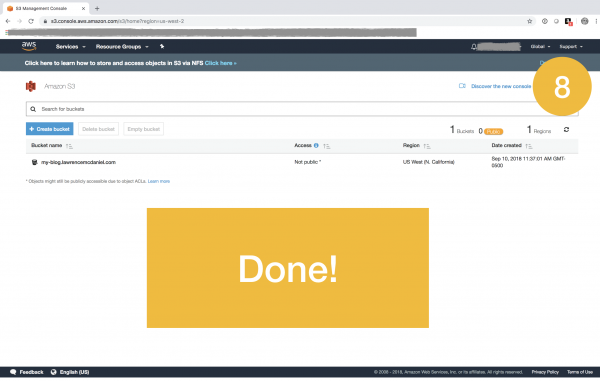 S3 Management Console
s3.console.aws.amazon.com/s3/home?region=us-west-2
aws Services Resource Groups Global Support
Click here to learn how to store and access objects in S3 via NFS Click here »
Amazon S3
Discover the new console
8
Search for buckets
+ Create bucket Delete bucket Empty bucket
1 Buckets 0 Public 1 Regions
Bucket name Access Region Date created
my-blog.lawrencemcdaniel.com Not public * US West (N. California) Sep 10, 2018 11:37:01 AM GMT-
0500
* Objects might still be publicly accessible due to object ACLs. Learn more
Done!
Feedback English (US) © 2008 - 2018, Amazon Web Services, Inc. or its affiliates. All rights reserved. Privacy Policy Terms of Use